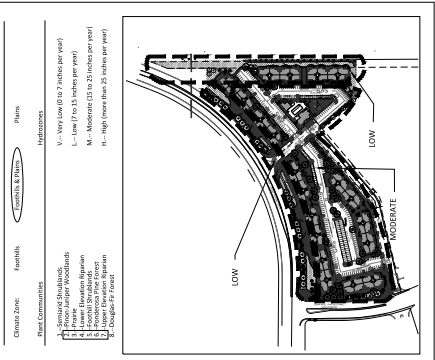 Climate Zone: Foothills Foothills & Plains Plains
Plant Communities Hydrozones
1.--Semiarid Shrublands
2.--Pinon-Juniper Woodlands
3.--Prairie
4.--Lower Elevation Riparian
5.--Foothill Shrublands
6.--Ponderosa Pine Forest
7.--Upper Elevation Riparian
8.--Douglas-Fir Forest
V.-- Very Low (0 to 7 inches per year)
L.-- Low (7 to 15 inches per year)
M.-- Moderate (15 to 25 inches per year)
H.-- High (more than 25 inches per year)
LOW
LOW
MODERATE